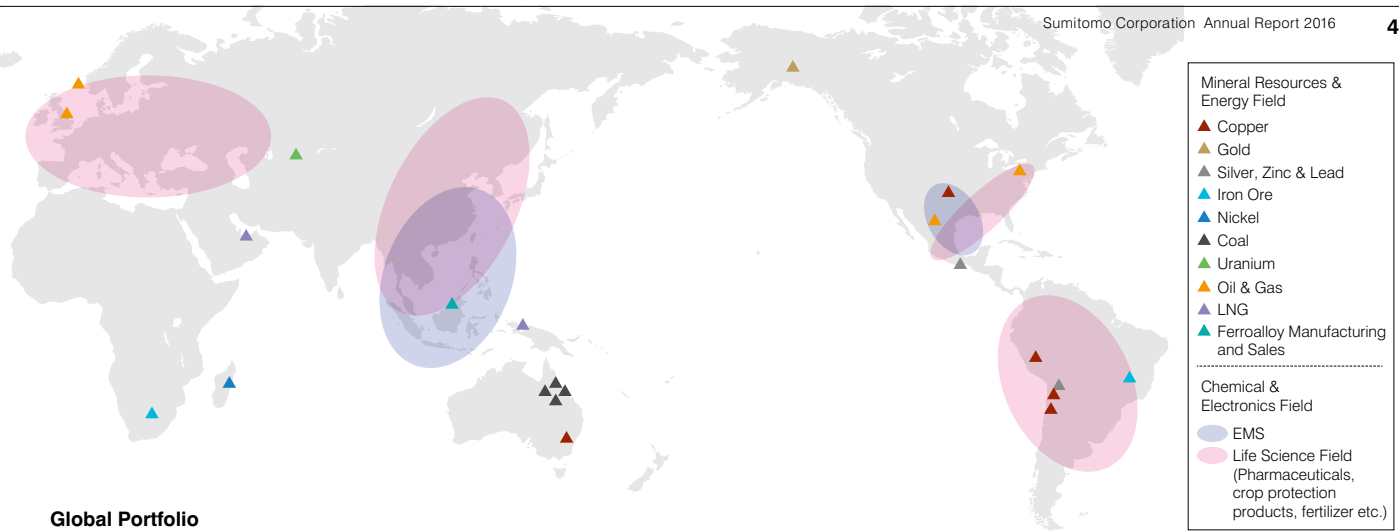 Sumitomo Corporation Annual Report 2016
4
Mineral Resources &
Energy Field
Copper
Gold
Silver, Zinc & Lead
Iron Ore
Nickel
Coal
Uranium
Oil & Gas
LNG
Ferroalloy Manufacturing
and Sales
Chemical &
Electronics Field
EMS
Life Science Field
(Pharmaceuticals,
crop protection
products, fertilizer etc.)
Global Portfolio